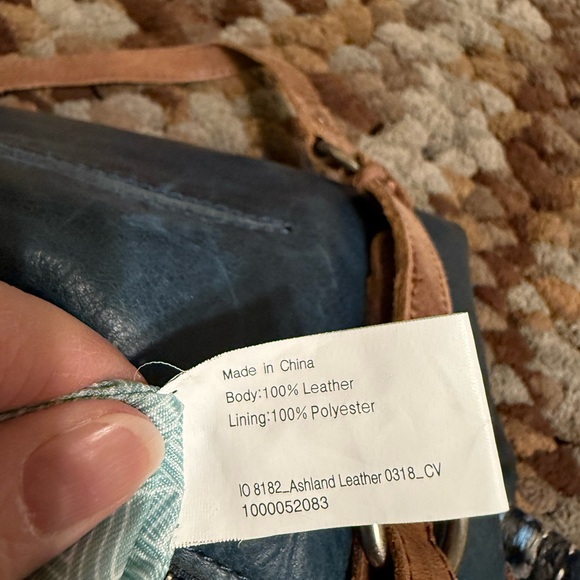 Made in China
Body:100% Leather
Lining:100% Polyester
IO 8182_Ashland Leather 0318_CV
1000052083